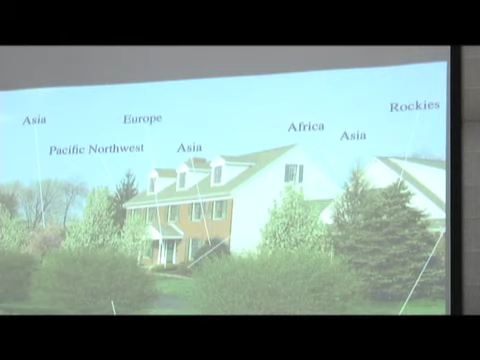 Rockies
Asia
Europe
Africa
Asia
Pacific Northwest
Asia